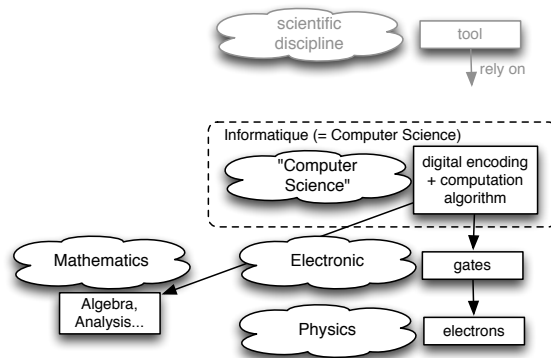 scientific
discipline
tool
rely on
Informatique (= Computer Science)
"Computer
Science"
digital encoding
+ computation
algorithm
Mathematics
Electronic
gates
Algebra,
Analysis...
Physics
electrons